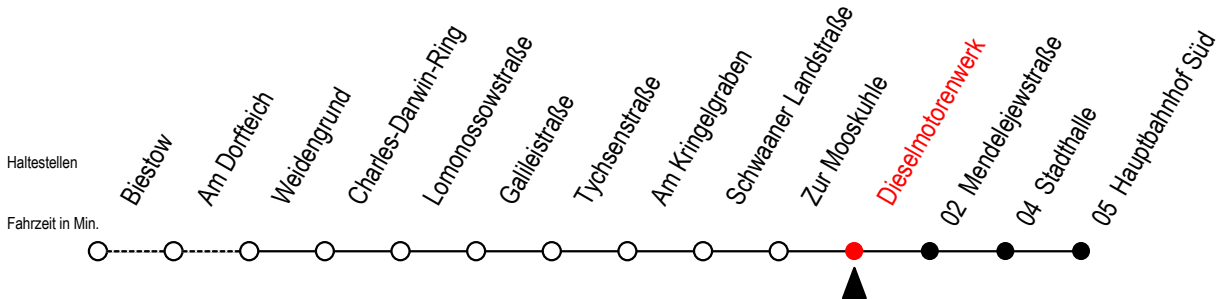 Haltestellen
Fahrzeit in Min.
Biestow
Am Dorfteich
Weidengrund
Charles-Darwin-Ring
Lomonossowstraße
Galileistraße
Tychsenstraße
Am Kringelgraben
Schwaaner Landstraße
Zur Mooskuhle
Dieselmotorenwerk
02 Mendelejewstraße
04 Stadthalle
05 Hauptbahnhof Süd